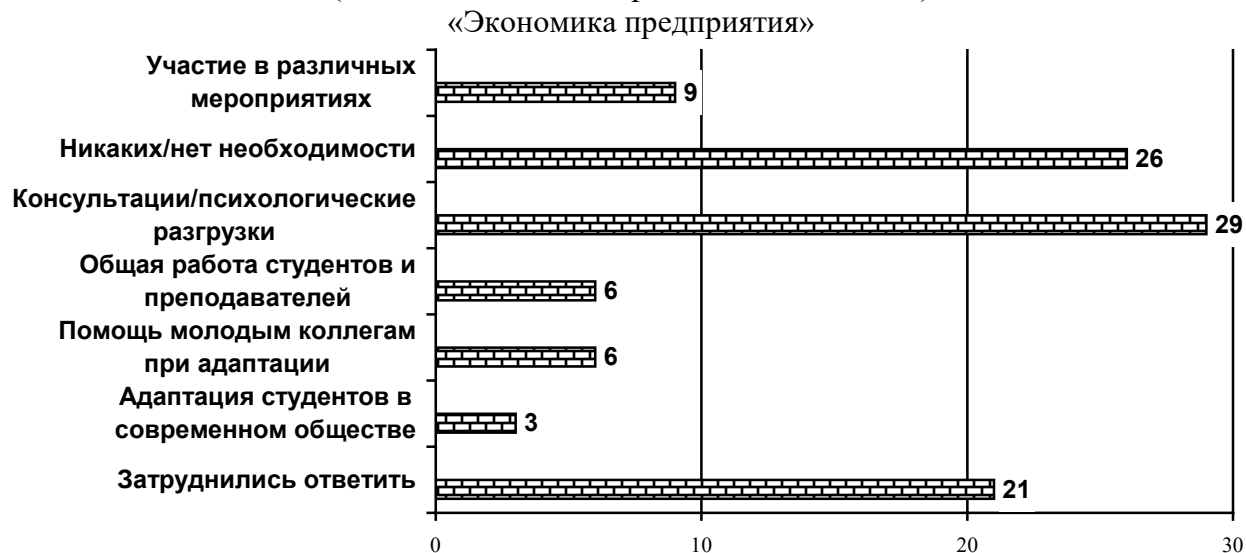 «Экономика предприятия»
Участие в различных
мероприятиях
9
Никаких/нет необходимости
26
Консультации/психологические
разгрузки
29
Общая работа студентов и
преподавателей
6
Помощь молодым коллегам
при адаптации
6
Адаптация студентов в
современном обществе
3
Затруднились ответить
21
0 10 20 30